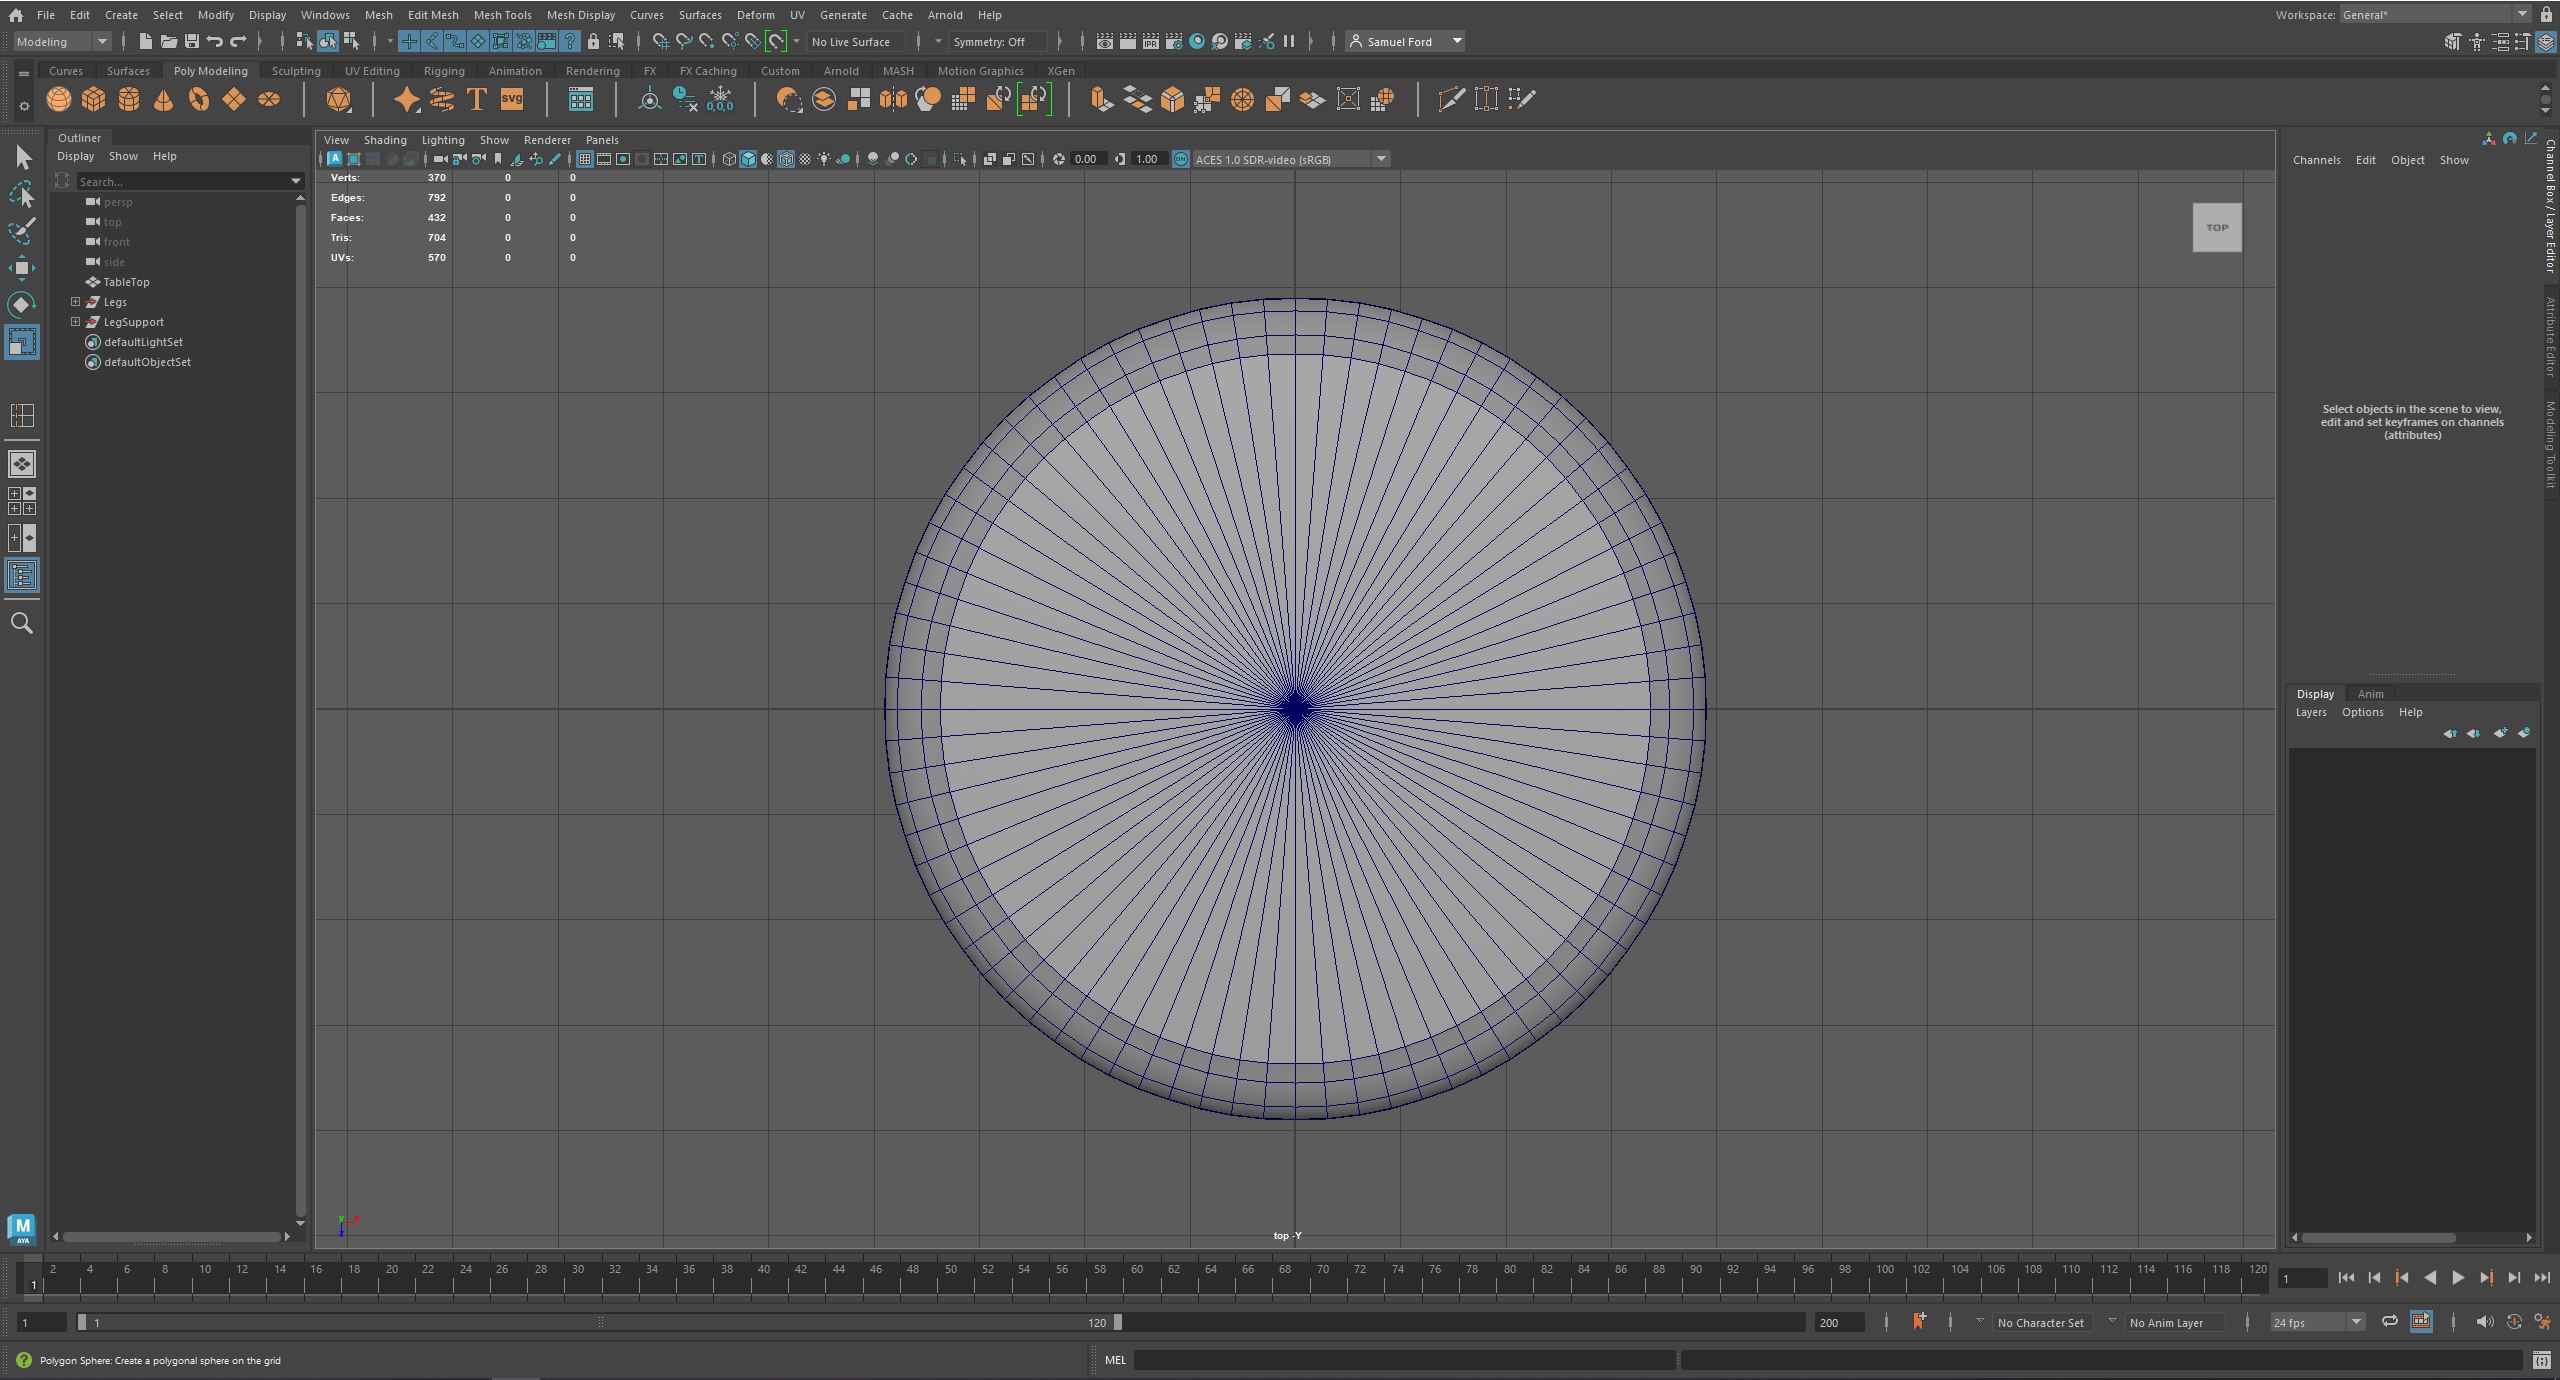 File Edit Create Select Modify Display Windows Mesh Edit Mesh Mesh Tools Mesh Display Curves Surfaces Deform UV Generate Cache Arnold Help
Workspace: General*
Modeling
No Live Surface
Symmetry: Off
IPR
Samuel Ford
Curves Surfaces Poly Modeling Sculpting UV Editing Rigging Animation Rendering FX FX Caching Custom Arnold MASH Motion Graphics XGen
T
SVG
0,0,0
Outliner
Display Show Help
Search...
persp
top
front
side
TableTop
Legs
LegSupport
defaultLightSet
defaultObjectSet
View Shading Lighting Show Renderer Panels
0.00
1.00
ACES 1.0 SDR-video (sRGB)
Verts: 370 0 0
Edges: 792 0 0
Faces: 432 0 0
Tris: 704 0 0
UVs: 570 0 0
TOP
top -Y
y x
z
Channels Edit Object Show
Select objects in the scene to view,
edit and set keyframes on channels
(attributes)
Channel Box / Layer Editor
Attribute Editor
Modeling Toolkit
Display Anim
Layers Options Help
M
AYA
2 4 6 8 10 12 14 16 18 20 22 24 26 28 30 32 34 36 38 40 42 44 46 48 50 52 54 56 58 60 62 64 66 68 70 72 74 76 78 80 82 84 86 88 90 92 94 96 98 100 102 104 106 108 110 112 114 116 118 120
1
1
1
1
120
200
No Character Set
No Anim Layer
24 fps
Polygon Sphere: Create a polygonal sphere on the grid
MEL